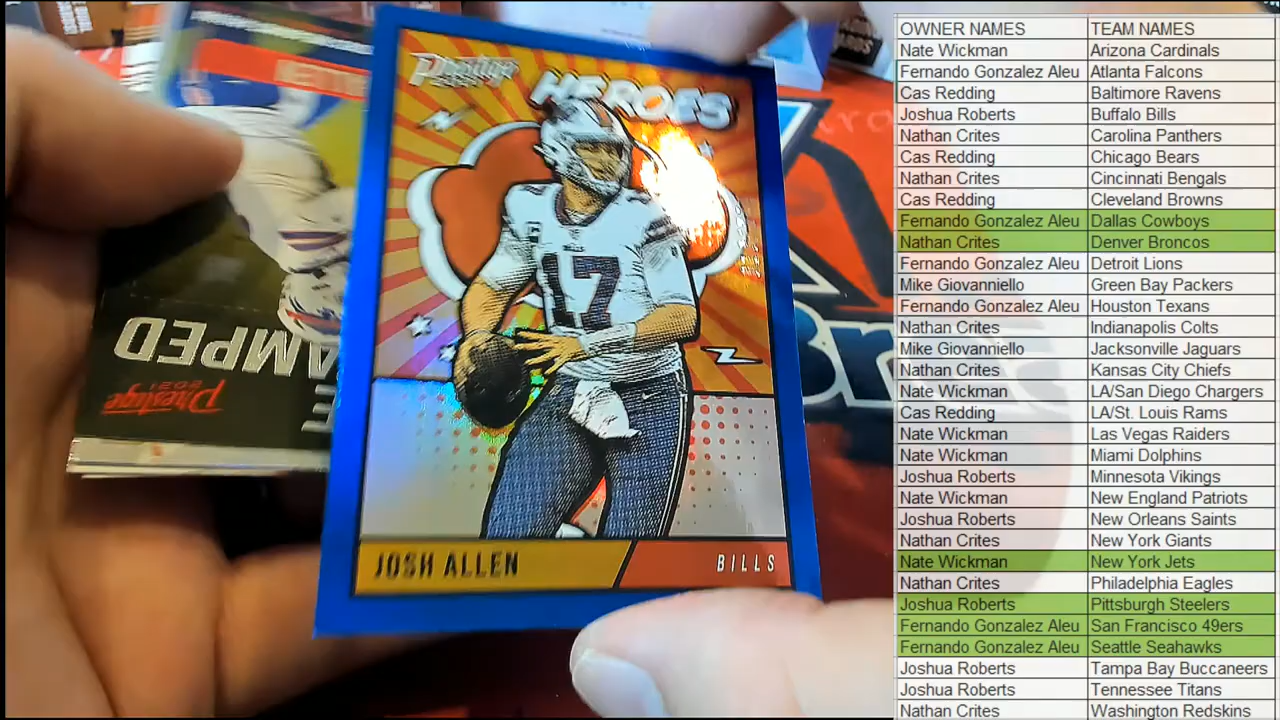 Prestige
HEROES
BILLS
17
JOSH ALLEN
BILLS
AMPED
Prestige
2021
OWNER NAMES TEAM NAMES
Nate Wickman Arizona Cardinals
Fernando Gonzalez Aleu Atlanta Falcons
Cas Redding Baltimore Ravens
Joshua Roberts Buffalo Bills
Nathan Crites Carolina Panthers
Cas Redding Chicago Bears
Nathan Crites Cincinnati Bengals
Cas Redding Cleveland Browns
Fernando Gonzalez Aleu Dallas Cowboys
Nathan Crites Denver Broncos
Fernando Gonzalez Aleu Detroit Lions
Mike Giovanniello Green Bay Packers
Fernando Gonzalez Aleu Houston Texans
Nathan Crites Indianapolis Colts
Mike Giovanniello Jacksonville Jaguars
Nathan Crites Kansas City Chiefs
Nate Wickman LA/San Diego Chargers
Cas Redding LA/St. Louis Rams
Nate Wickman Las Vegas Raiders
Nate Wickman Miami Dolphins
Joshua Roberts Minnesota Vikings
Nate Wickman New England Patriots
Joshua Roberts New Orleans Saints
Nathan Crites New York Giants
Nate Wickman New York Jets
Nathan Crites Philadelphia Eagles
Joshua Roberts Pittsburgh Steelers
Fernando Gonzalez Aleu San Francisco 49ers
Fernando Gonzalez Aleu Seattle Seahawks
Joshua Roberts Tampa Bay Buccaneers
Joshua Roberts Tennessee Titans
Nathan Crites Washington Redskins